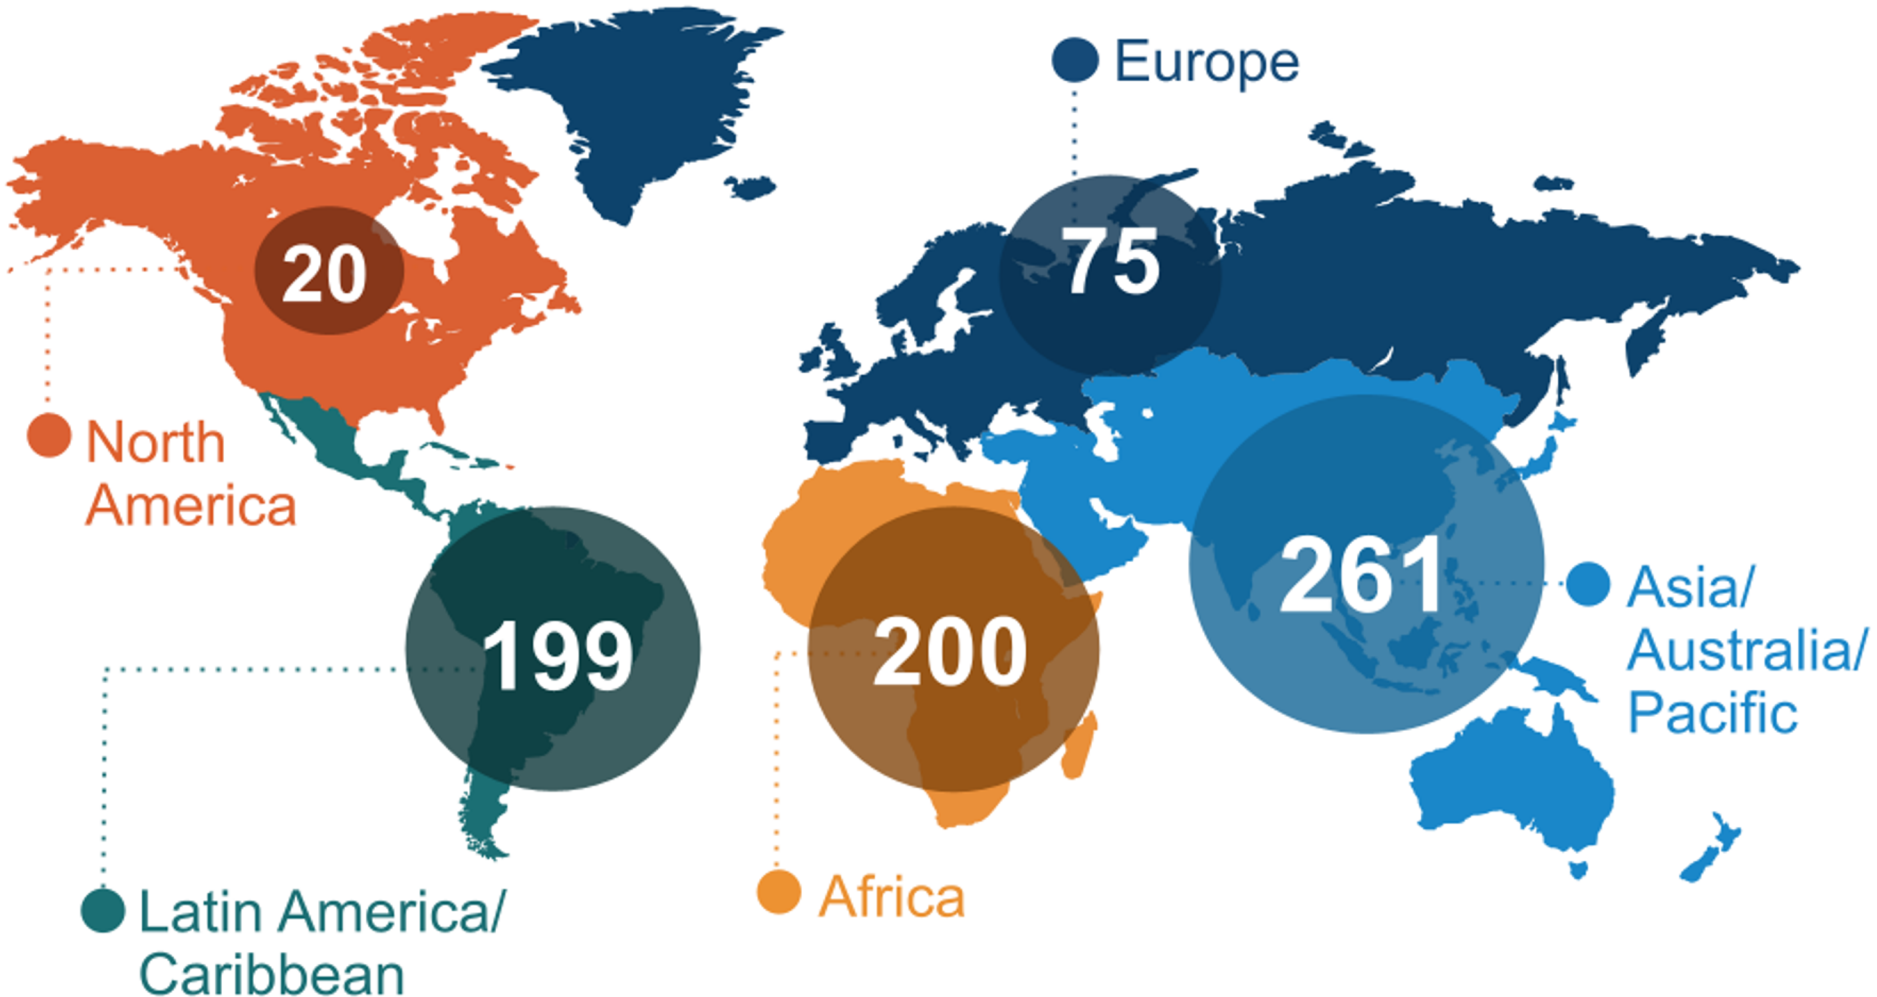 Europe
75
20
North
America
261
Asia/
Australia/
Pacific
199
200
Latin America/
Caribbean
Africa